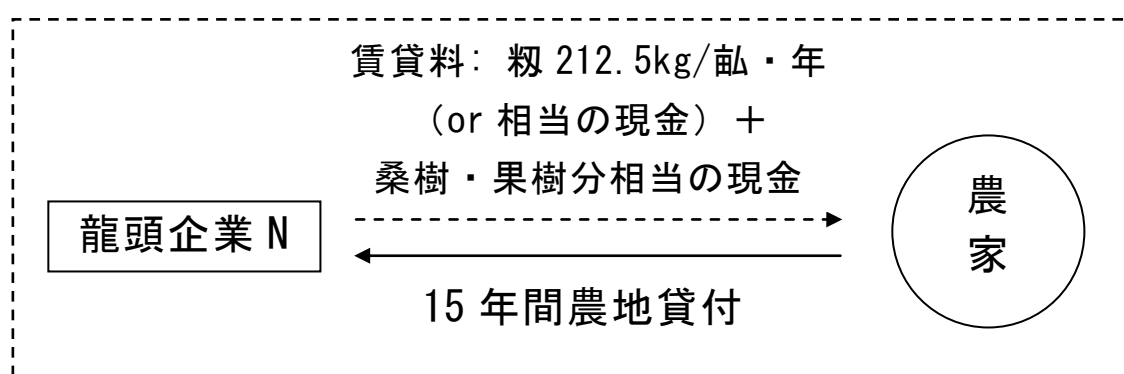 賃貸料: 籾 212.5kg/畝・年
(or 相当の現金) ＋
桑樹・果樹分相当の現金
龍頭企業 N
農
家
15 年間農地貸付